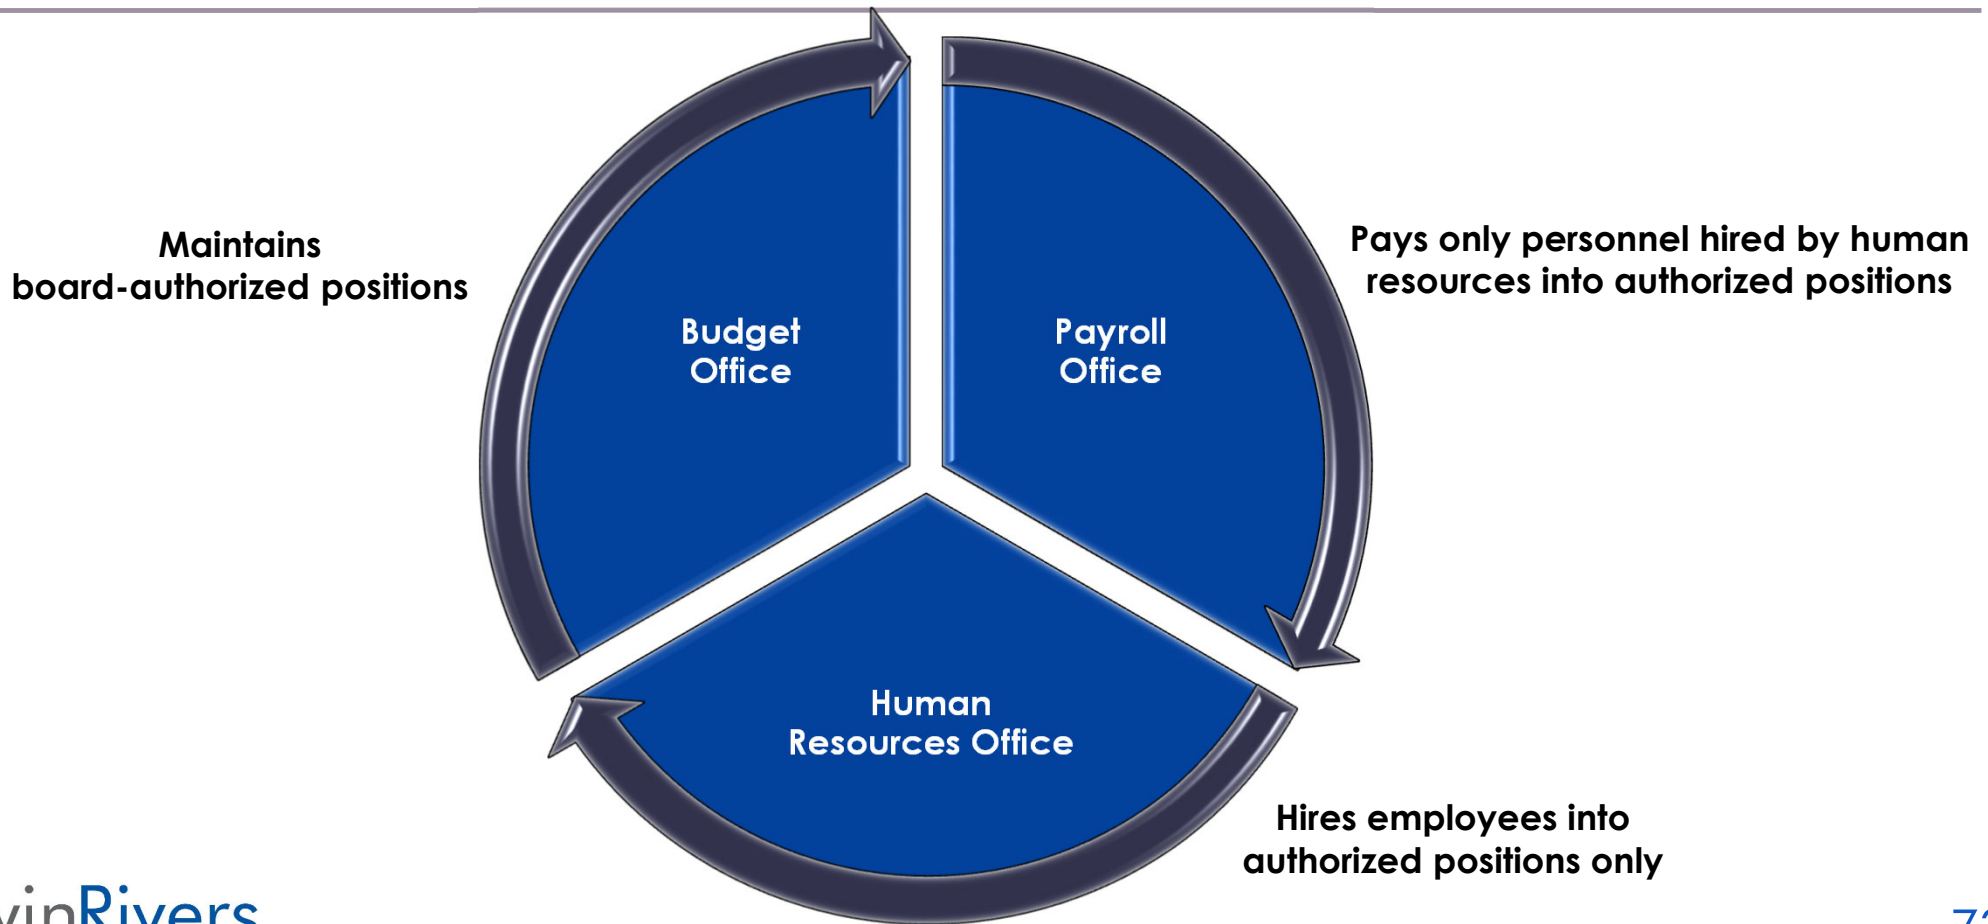 Maintains
board-authorized positions
Budget
Office
Payroll
Office
Pays only personnel hired by human
resources into authorized positions
Human
Resources Office
Hires employees into
authorized positions only